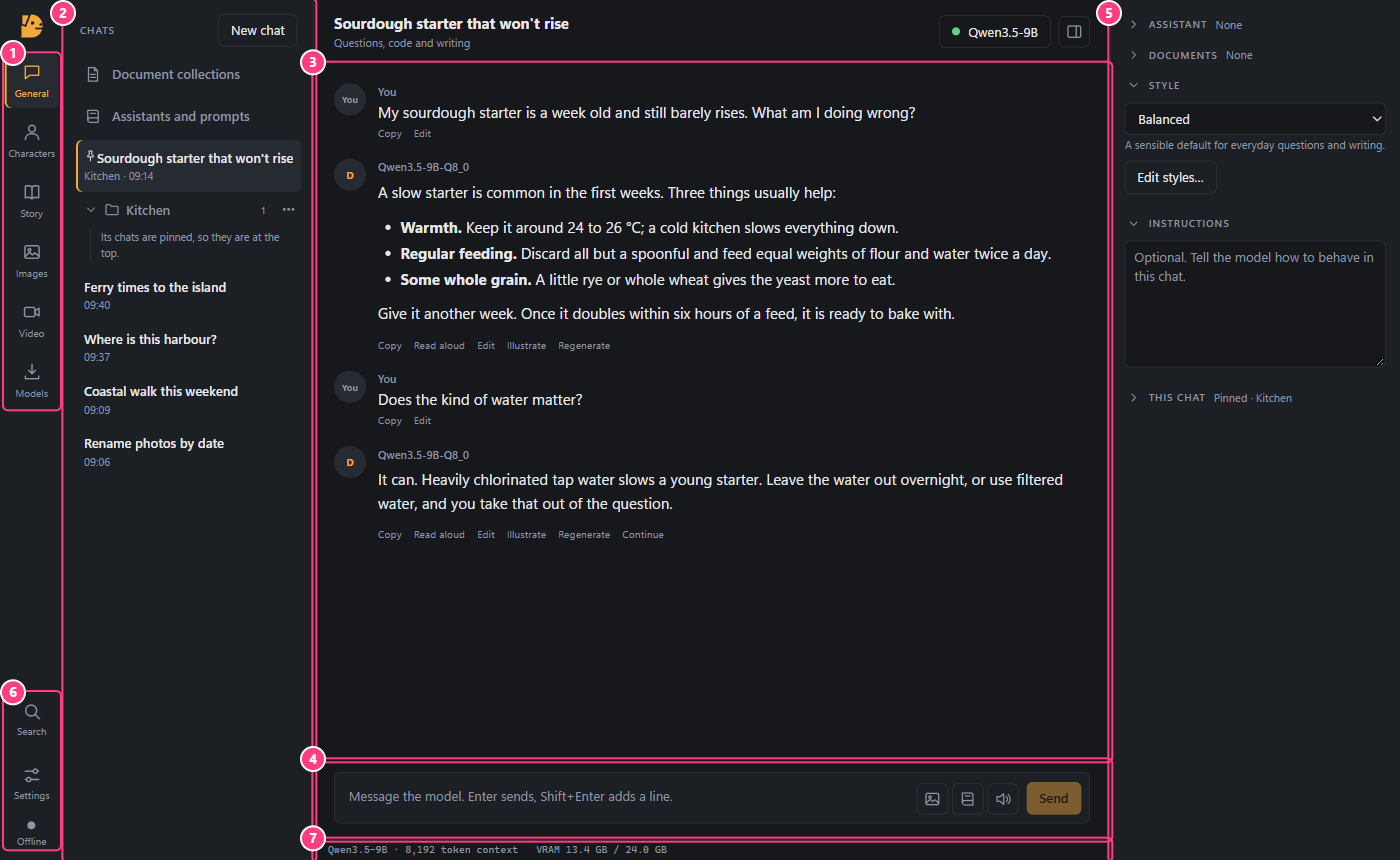 1
General
Characters
Story
Images
Video
Models
6
Search
Settings
Offline
2
CHATS
New chat
Document collections
Assistants and prompts
Sourdough starter that won't rise
Kitchen · 09:14
Kitchen
1
Its chats are pinned, so they are at the
top.
Ferry times to the island
09:40
Where is this harbour?
09:37
Coastal walk this weekend
09:09
Rename photos by date
09:06
Sourdough starter that won't rise
Questions, code and writing
Qwen3.5-9B
3
You
You
My sourdough starter is a week old and still barely rises. What am I doing wrong?
Copy Edit
D
Qwen3.5-9B-Q8_0
A slow starter is common in the first weeks. Three things usually help:
• Warmth. Keep it around 24 to 26 °C; a cold kitchen slows everything down.
• Regular feeding. Discard all but a spoonful and feed equal weights of flour and water twice a day.
• Some whole grain. A little rye or whole wheat gives the yeast more to eat.
Give it another week. Once it doubles within six hours of a feed, it is ready to bake with.
Copy Read aloud Edit Illustrate Regenerate
You
You
Does the kind of water matter?
Copy Edit
D
Qwen3.5-9B-Q8_0
It can. Heavily chlorinated tap water slows a young starter. Leave the water out overnight, or use filtered
water, and you take that out of the question.
Copy Read aloud Edit Illustrate Regenerate Continue
4
Message the model. Enter sends, Shift+Enter adds a line.
Send
7
Qwen3.5-9B · 8,192 token context VRAM 13.4 GB / 24.0 GB
5
ASSISTANT None
DOCUMENTS None
STYLE
Balanced
A sensible default for everyday questions and writing.
Edit styles...
INSTRUCTIONS
Optional. Tell the model how to behave in
this chat.
THIS CHAT Pinned · Kitchen